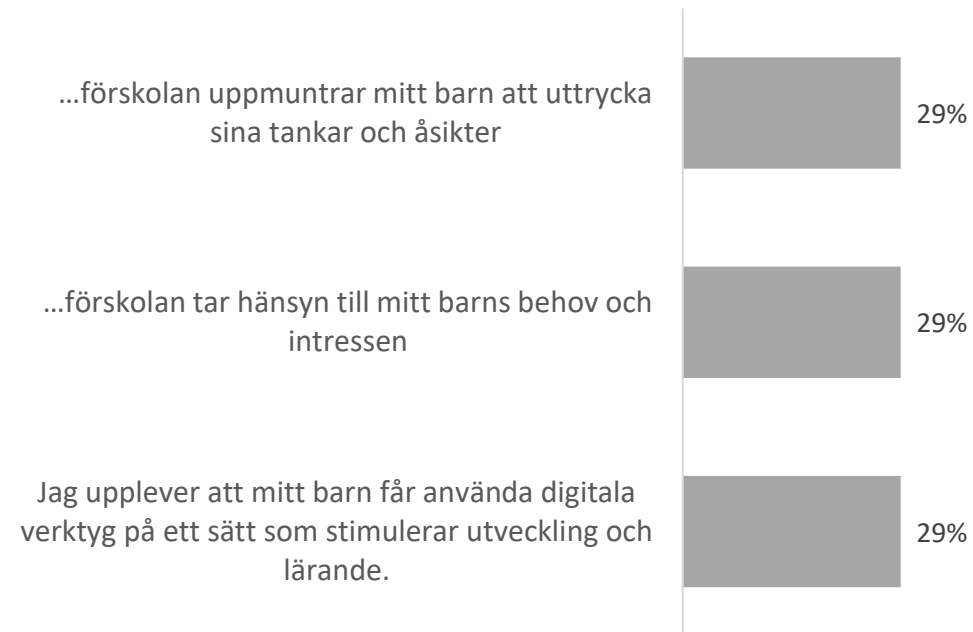 …förskolan uppmuntrar mitt barn att uttrycka
sina tankar och åsikter
29%
…förskolan tar hänsyn till mitt barns behov och
intressen
29%
Jag upplever att mitt barn får använda digitala
verktyg på ett sätt som stimulerar utveckling och
lärande.
29%